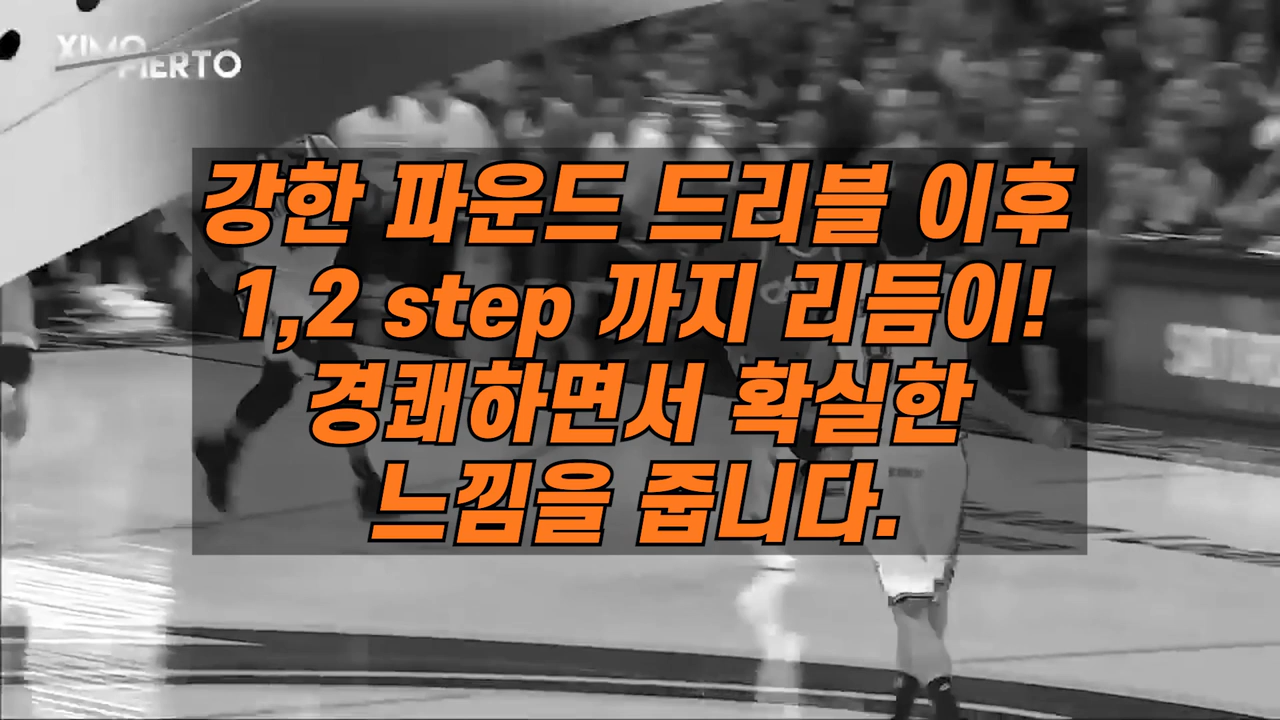 XIMO
PIERTO
강한 파운드 드리블 이후
1,2 step 까지 리듬이!
경쾌하면서 확실한
느낌을 줍니다.